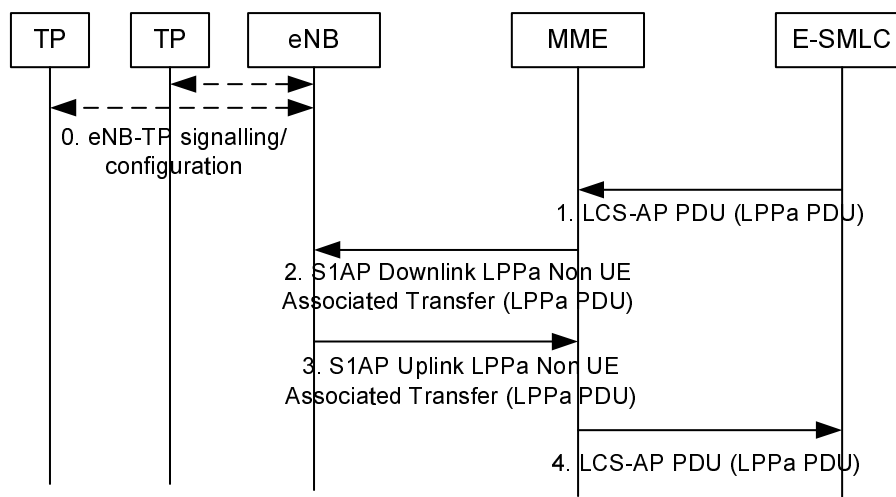 TP
TP
eNB
MME
E-SMLC
0. eNB-TP signalling/
configuration
1. LCS-AP PDU (LPPa PDU)
2. S1AP Downlink LPPa Non UE
Associated Transfer (LPPa PDU)
3. S1AP Uplink LPPa Non UE
Associated Transfer (LPPa PDU)
4. LCS-AP PDU (LPPa PDU)